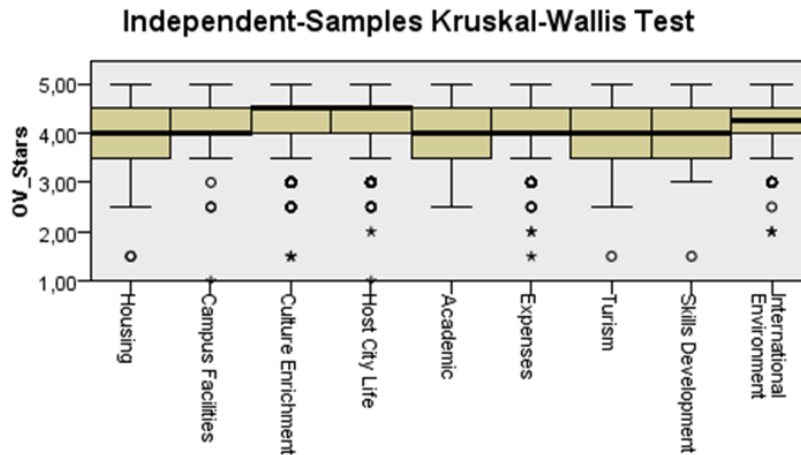 Independent-Samples Kruskal-Wallis Test
OV_Stars
5,00
4,00
3,00
2,00
1,00
Housing
Campus Facilities
Culture Enrichment
Host City Life
Academic
Expenses
Turism
Skills Development
International
Environment